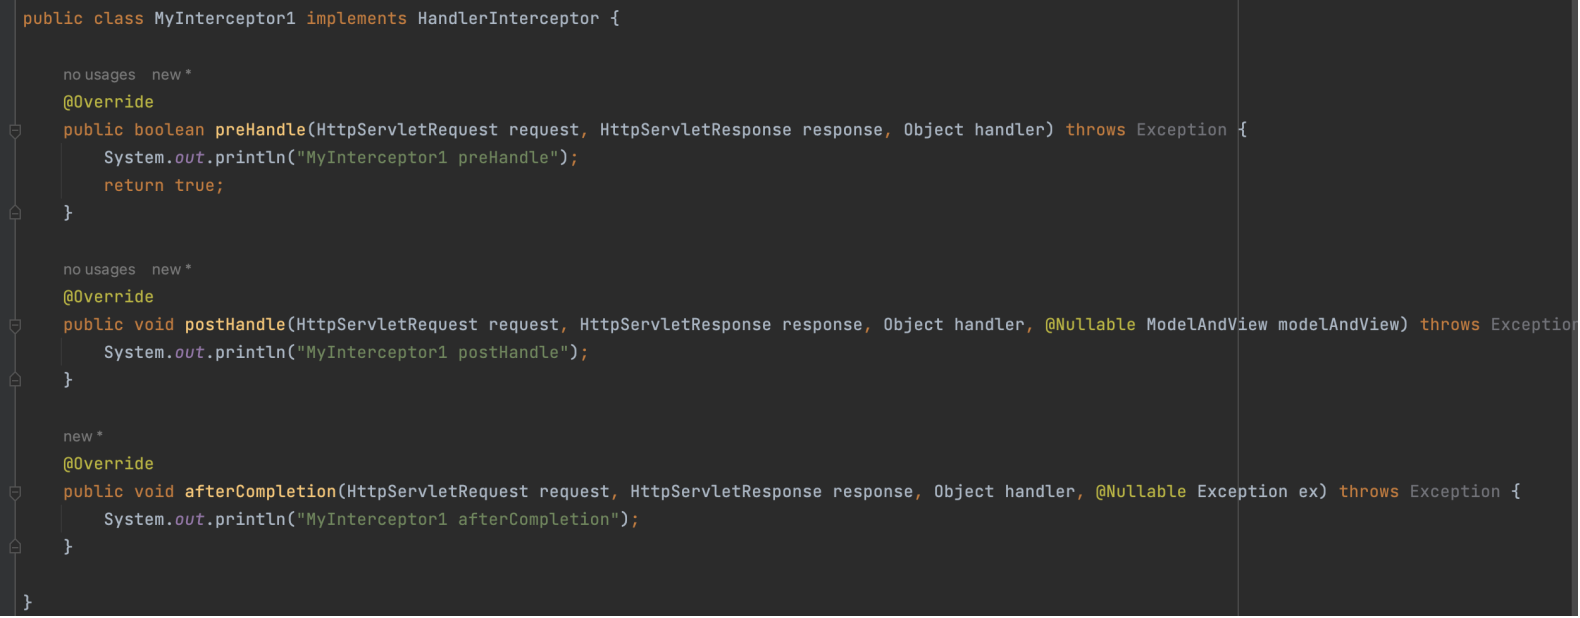 public class MyInterceptor1 implements HandlerInterceptor {
no usages new *
@Override
public boolean preHandle(HttpServletRequest request, HttpServletResponse response, Object handler) throws Exception {
System.out.println("MyInterceptor1 preHandle");
return true;
}
no usages new *
@Override
public void postHandle(HttpServletRequest request, HttpServletResponse response, Object handler, @Nullable ModelAndView modelAndView) throws Exception
System.out.println("MyInterceptor1 postHandle");
}
new *
@Override
public void afterCompletion(HttpServletRequest request, HttpServletResponse response, Object handler, @Nullable Exception ex) throws Exception {
System.out.println("MyInterceptor1 afterCompletion");
}
}